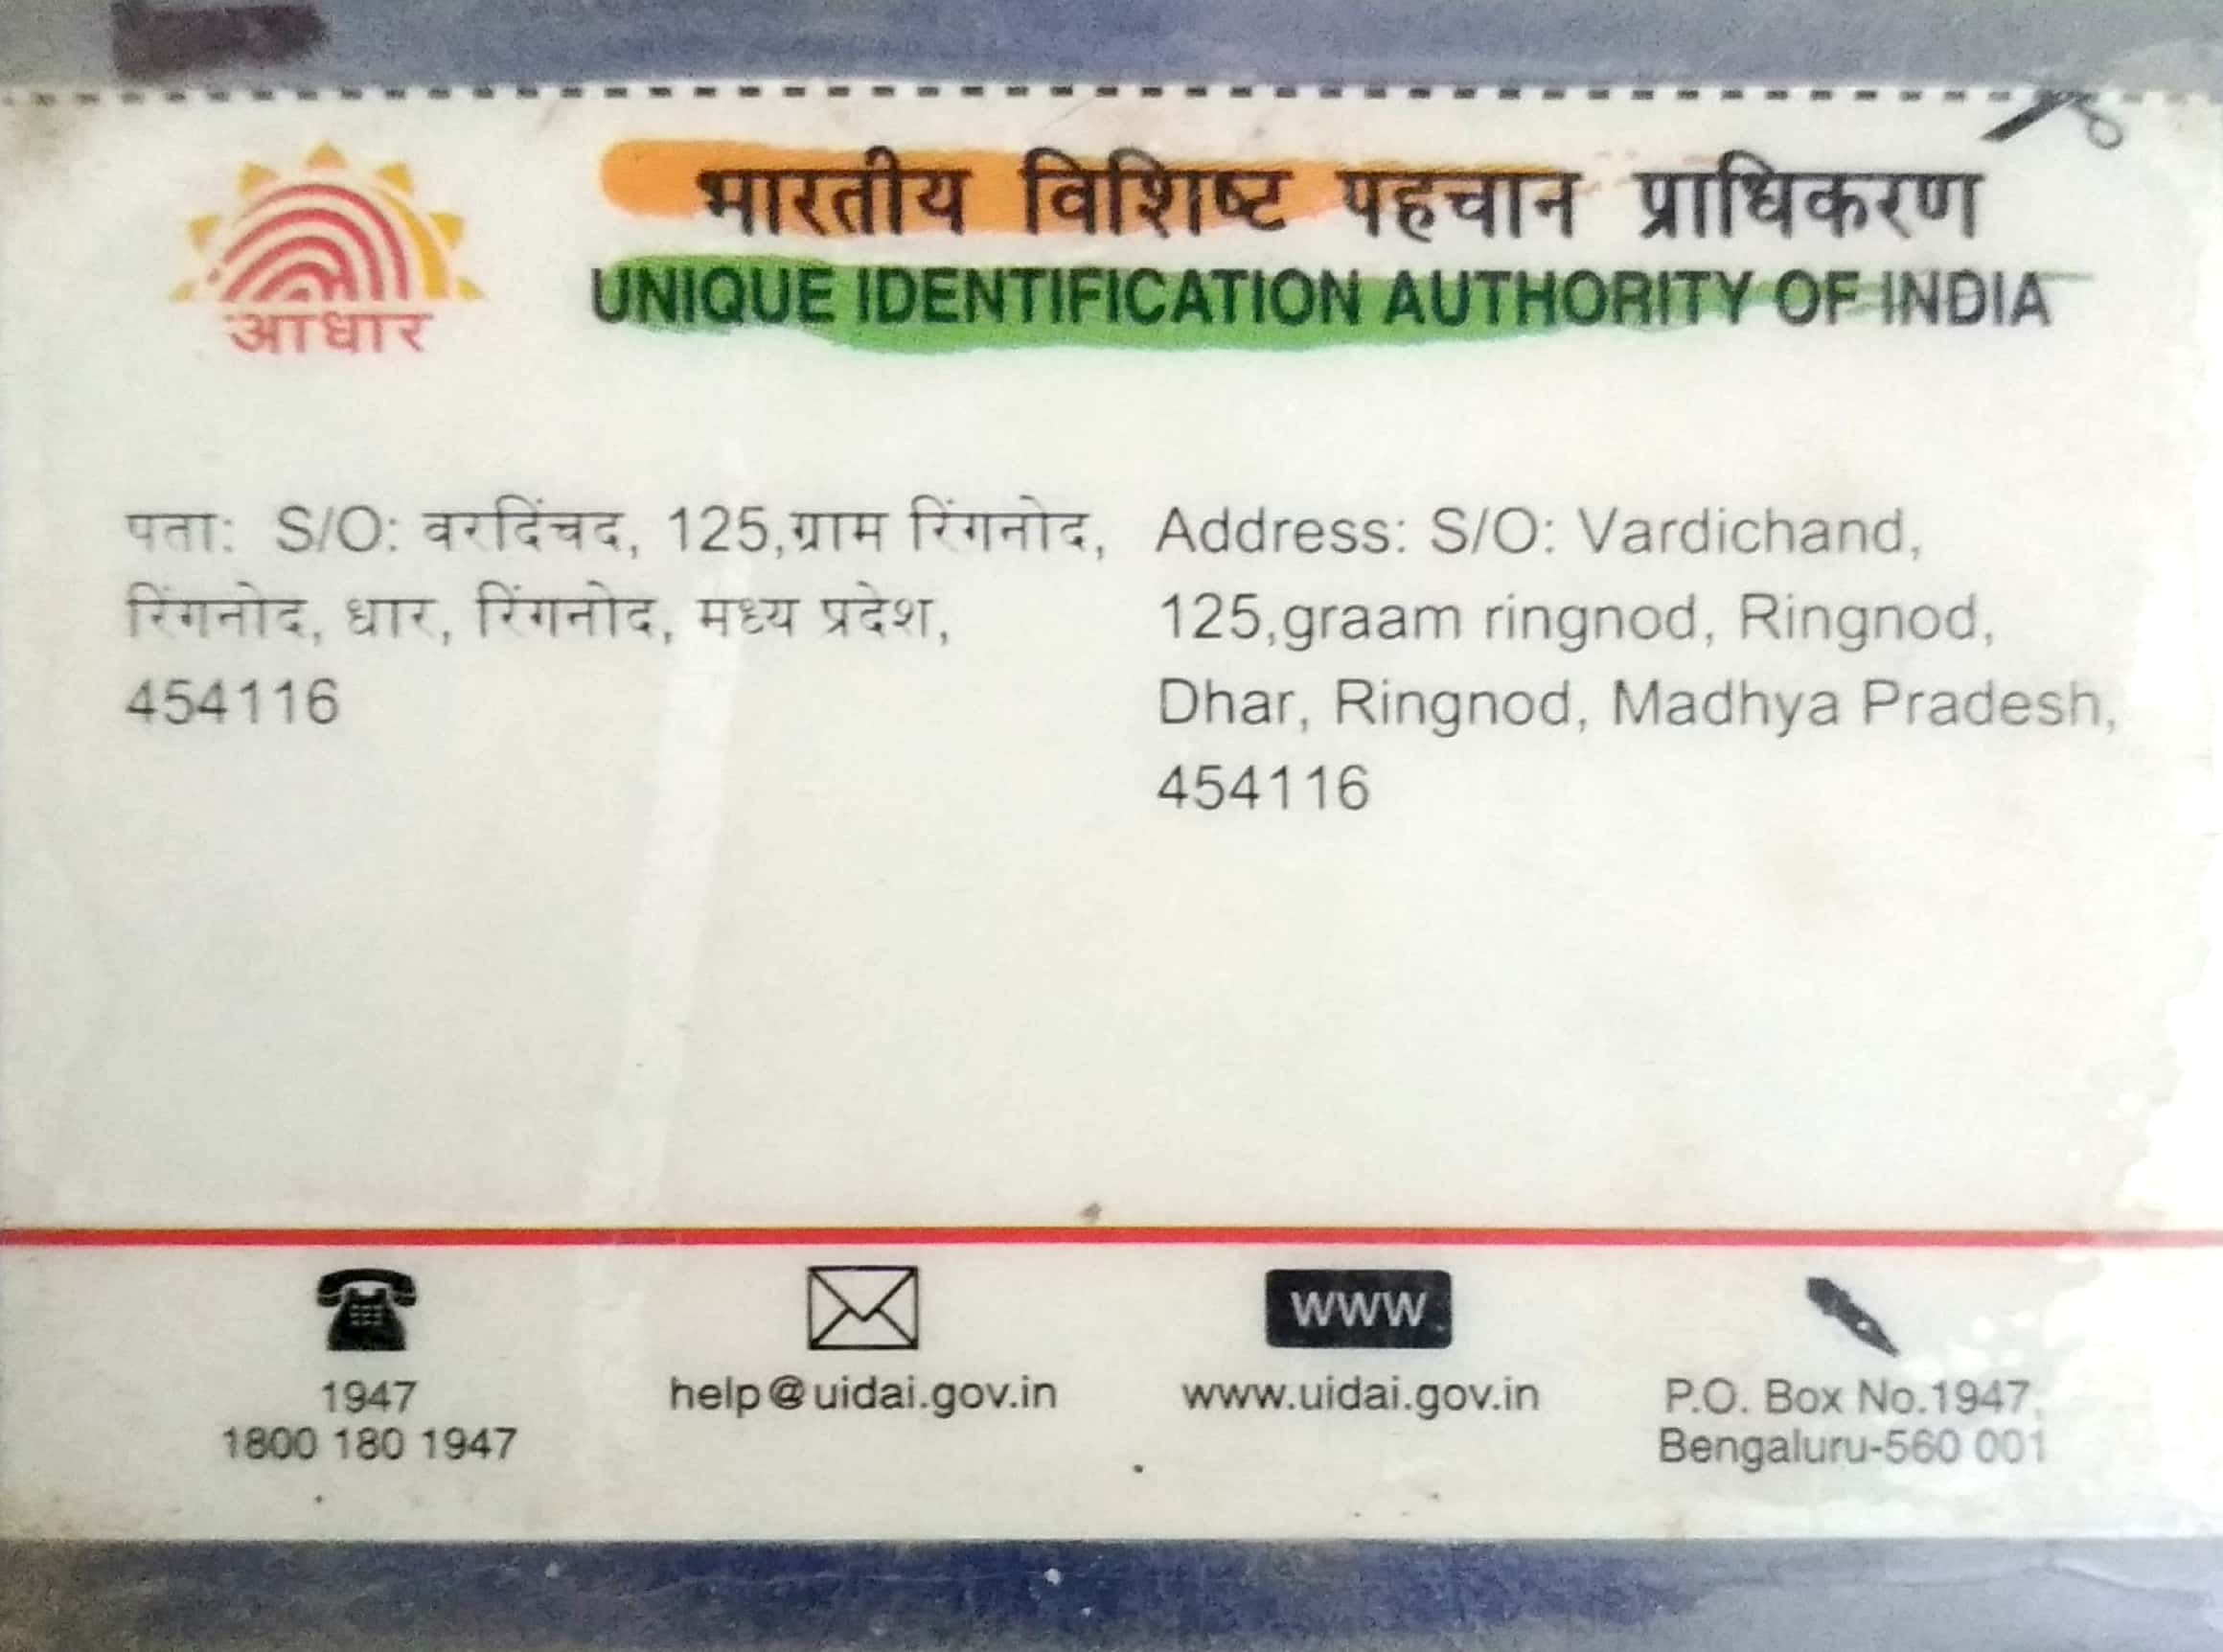 भारतीय विशिष्ट पहचान प्राधिकरण
UNIQUE IDENTIFICATION AUTHORITY OF INDIA
आधार
पता: S/O: वरदिंचद, 125,ग्राम रिंगनोद,
रिंगनोद, धार, रिंगनोद, मध्य प्रदेश,
454116
Address: S/O: Vardichand,
125,graam ringnod, Ringnod,
Dhar, Ringnod, Madhya Pradesh,
454116
1947
1800 180 1947
help@uidai.gov.in
www
www.uidai.gov.in
P.O. Box No.1947,
Bengaluru-560 001